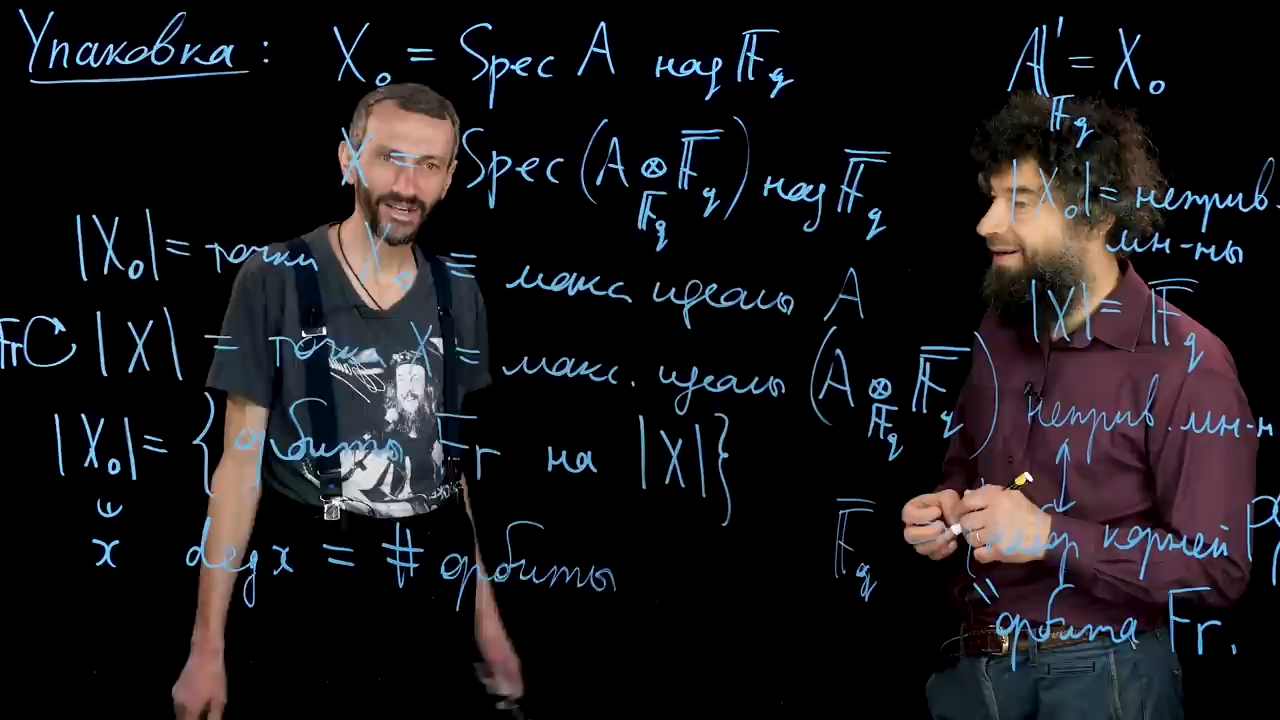 Упаковка: X₀ = Spec A над 𝔽_q
X = Spec (A ⊗_{𝔽_q} 𝔽̅_q) над 𝔽̅_q
|X₀| = точки X₀ = макс. идеалы A
Fr ⟳ |X| = точки X = макс. идеалы (A ⊗_{𝔽_q} 𝔽̅_q)
|X₀| = {орбиты Fr на |X|}
x deg x = # орбиты
𝔸¹_{𝔽_q} = X₀
|X₀| = неприв.
мн-ны
|X| = 𝔽̅_q
неприв. мн-н
↕
𝔽̅_q набор корней
"орбита Fr.